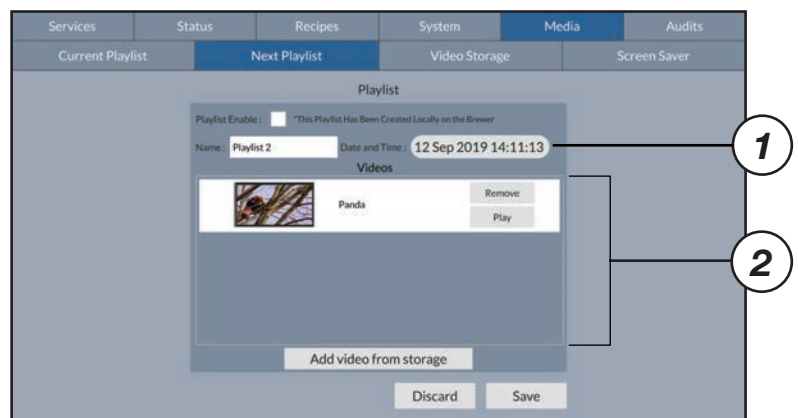 Services Status Recipes System Media Audits
Current Playlist Next Playlist Video Storage Screen Saver
Playlist
Playlist Enable : *This Playlist Has Been Created Locally on the Brewer
Name : Playlist 2 Date and Time : 12 Sep 2019 14:11:13
1
Videos
Panda
Remove
Play
2
Add video from storage
Discard Save